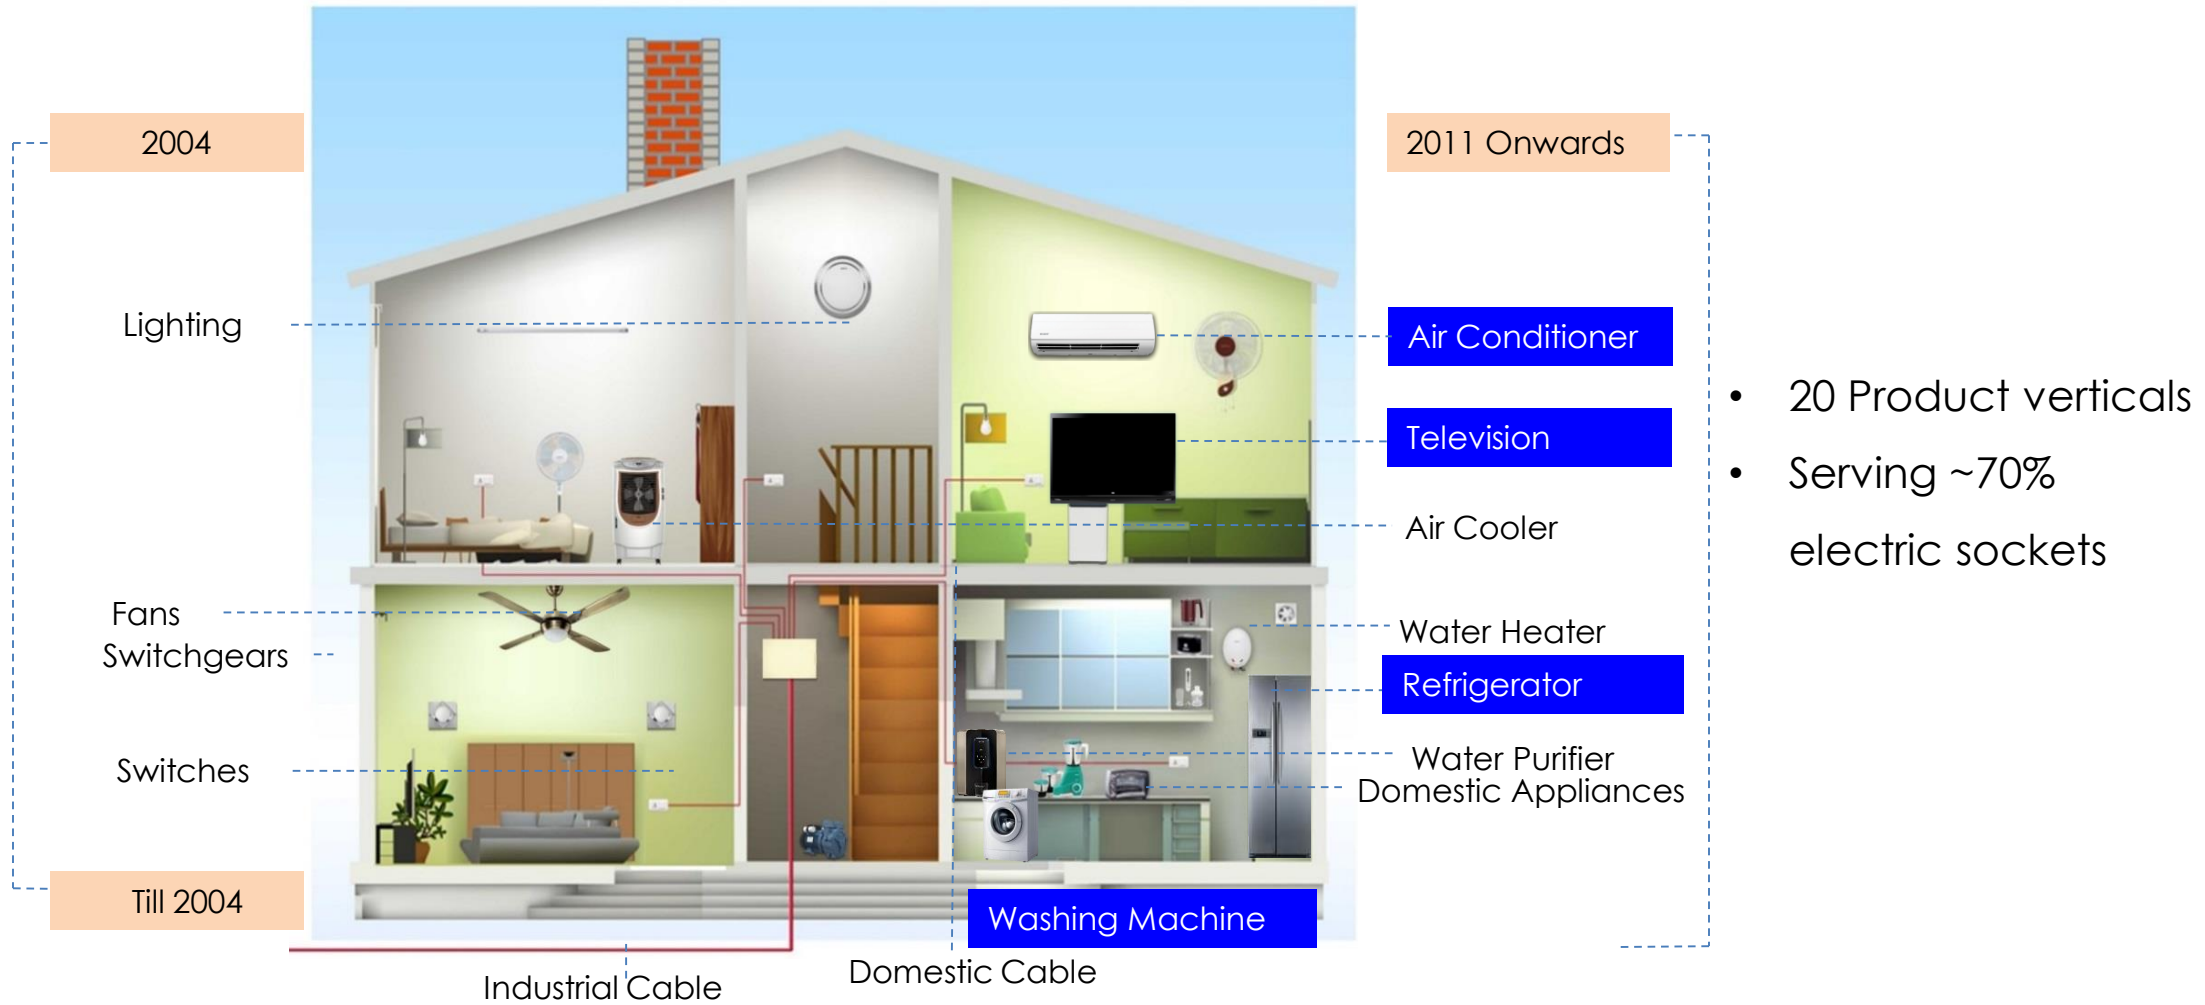 2004
Lighting
Fans
Switchgears
Switches
Till 2004
Industrial Cable
Domestic Cable
Washing Machine
2011 Onwards
Air Conditioner
Television
Air Cooler
Water Heater
Refrigerator
Water Purifier
Domestic Appliances
• 20 Product verticals
• Serving ~70%
electric sockets